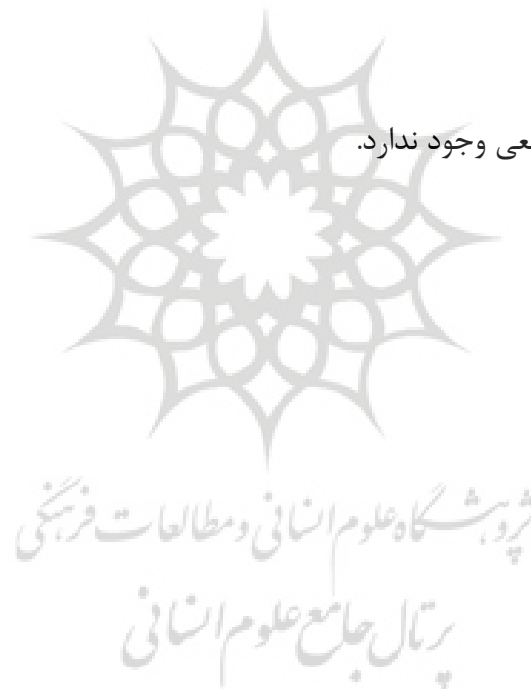 عی وجود ندارد.
پژوهشگاه علوم انسانی و مطالعات فرهنگی
پرتال جامع علوم انسانی